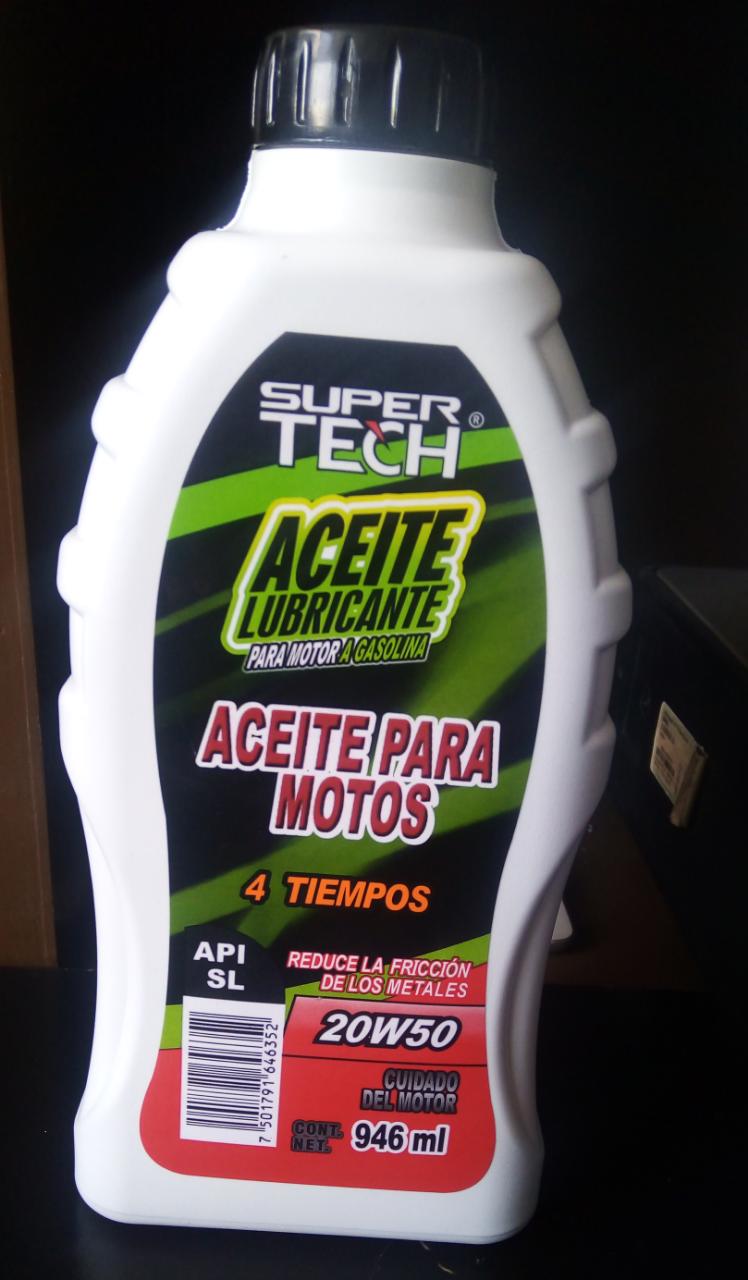 SUPER
TECH®
ACEITE
LUBRICANTE
PARA MOTOR A GASOLINA
ACEITE PARA
MOTOS
4 TIEMPOS
API
SL
REDUCE LA FRICCIÓN
DE LOS METALES
20W50
CUIDADO
DEL MOTOR
CONT.
NET.
946 ml
7 501791 646352